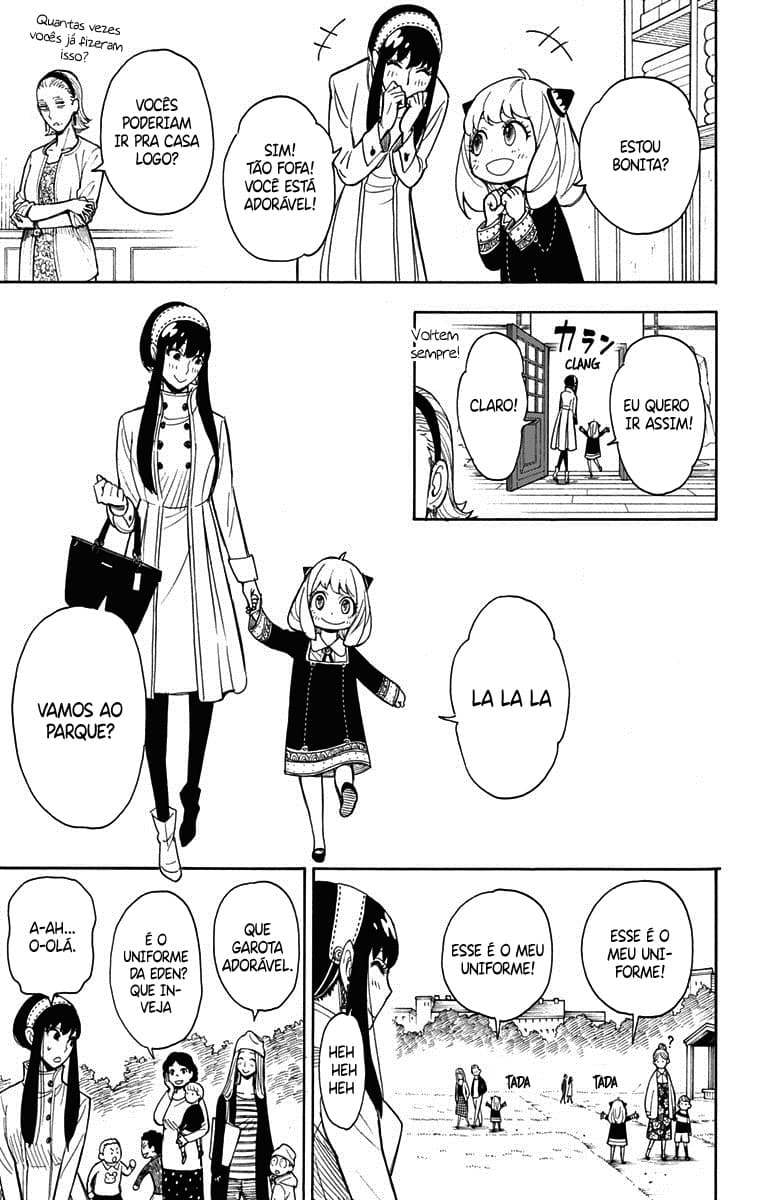 ESTOU
BONITA?
SIM!
TÃO FOFA!
VOCÊ ESTÁ
ADORÁVEL!
VOCÊS
PODERIAM
IR PRA CASA
LOGO?
Quantas vezes
vocês já fizeram
isso?
EU QUERO
IR ASSIM!
カラン
CLANG
CLARO!
Voltem
sempre!
LA LA LA
VAMOS AO
PARQUE?
ESSE É O
MEU UNI-
FORME!
TADA
?
ESSE É O MEU
UNIFORME!
TADA
HEH
HEH
HEH
QUE
GAROTA
ADORÁVEL.
É O
UNIFORME
DA EDEN?
QUE IN-
VEJA
A-AH...
O-OLÁ.